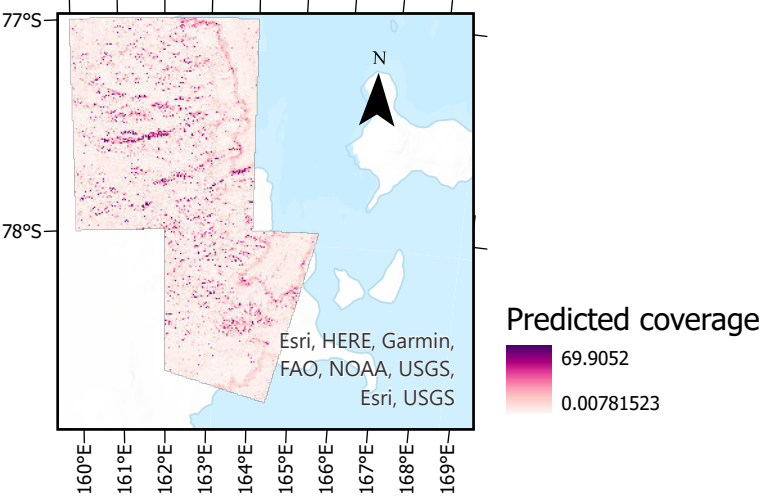 77°S
N
78°S
Esri, HERE, Garmin,
FAO, NOAA, USGS,
Esri, USGS
Predicted coverage
69.9052
0.00781523
160°E
161°E
162°E
163°E
164°E
165°E
166°E
167°E
168°E
169°E